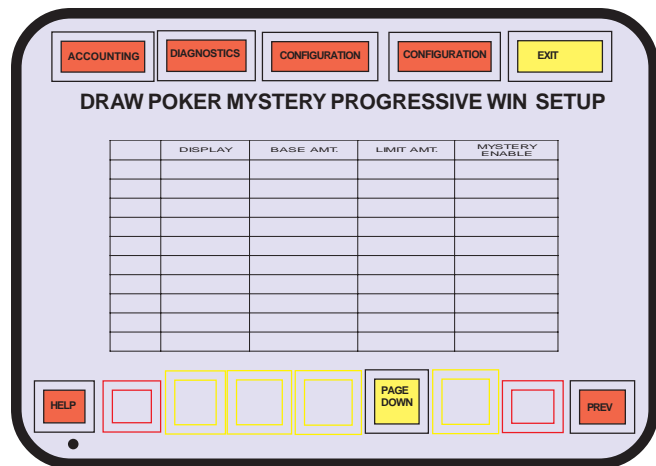 ACCOUNTING
DIAGNOSTICS
CONFIGURATION
CONFIGURATION
EXIT
DRAW POKER MYSTERY PROGRESSIVE WIN SETUP
DISPLAY
BASE AMT.
LIMIT AMT.
MYSTERY
ENABLE
HELP
PAGE
DOWN
PREV